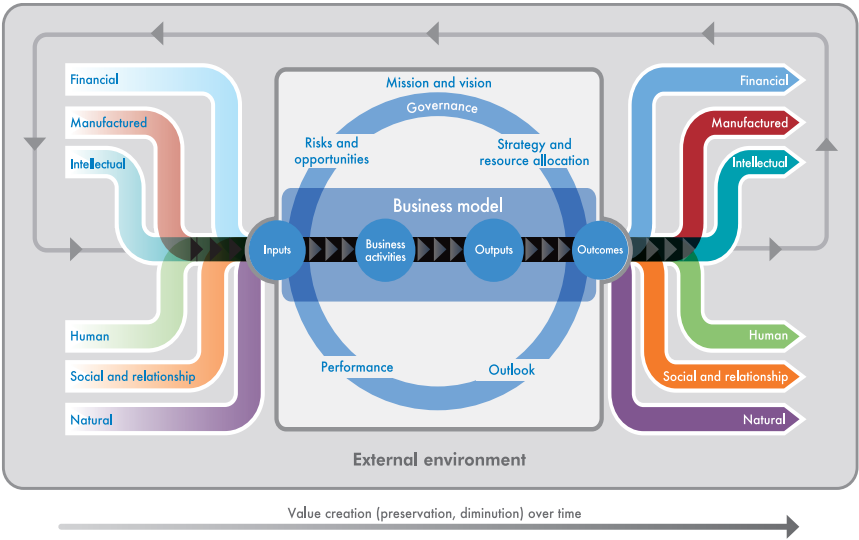 Financial
Manufactured
Intellectual
Human
Social and relationship
Natural
Mission and vision
Governance
Risks and
opportunities
Strategy and
resource allocation
Business model
Inputs
Business
activities
Outputs
Outcomes
Performance
Outlook
Financial
Manufactured
Intellectual
Human
Social and relationship
Natural
External environment
Value creation (preservation, diminution) over time